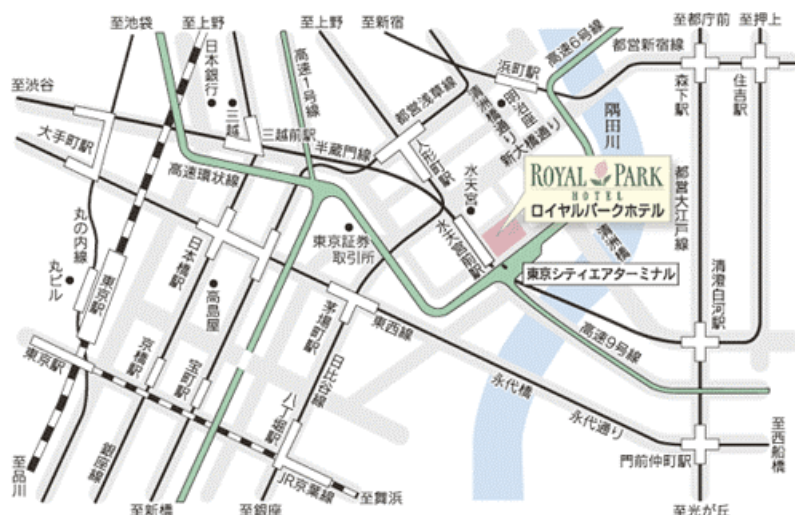 至池袋
至上野
至上野
至新宿
至都庁前
至押上
日本銀行
高速1号線
高速6号線
都営新宿線
至渋谷
浜町駅
明治座
清洲橋通り
新大橋通り
隅田川
森下駅
住吉駅
三越
三越前駅
都営浅草線
大手町駅
半蔵門線
人形町駅
高速環状線
水天宮
ROYAL PARK
HOTEL
ロイヤルパークホテル
都営大江戸線
丸の内線
日本橋駅
東京証券
取引所
水天宮前駅
清洲橋
東京シティエアターミナル
丸ビル
東京駅
高島屋
清澄白河駅
茅場町駅
東西線
高速9号線
東京駅
京橋駅
宝町駅
日比谷線
永代橋
永代通り
八丁堀駅
門前仲町駅
至西船橋
銀座線
JR京葉線
至品川
至新橋
至銀座
至舞浜
至光が丘